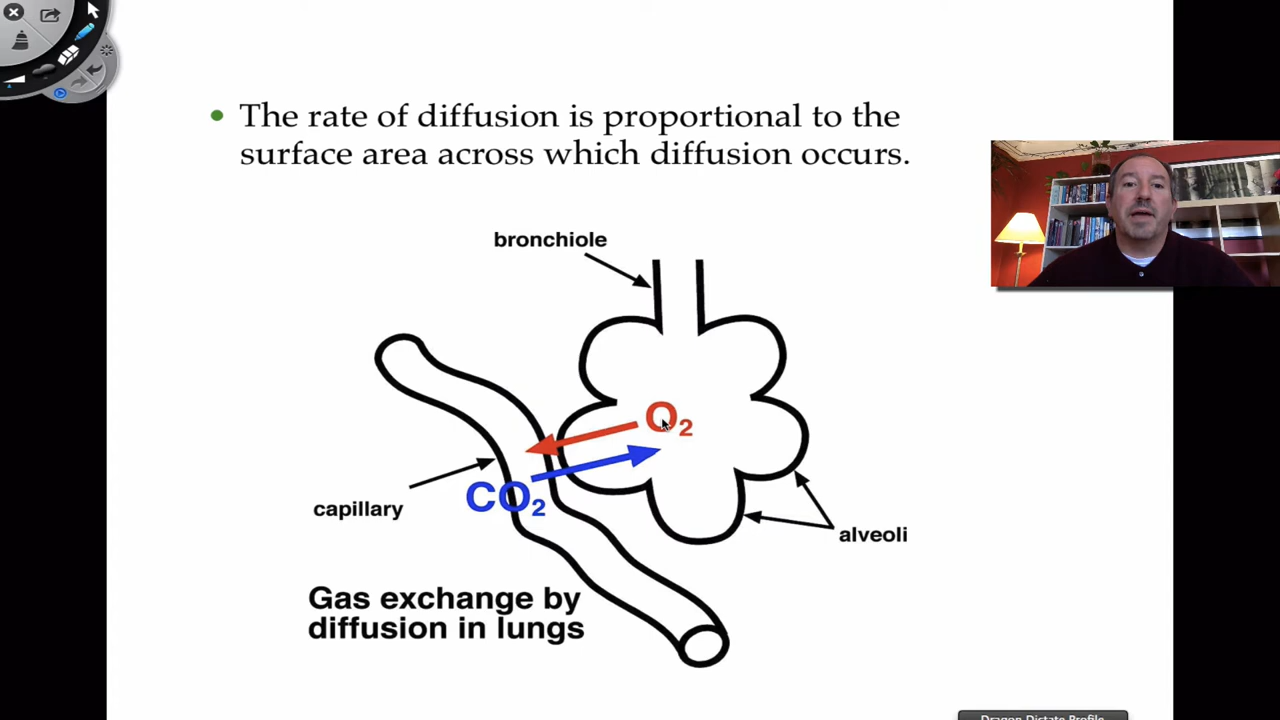 • The rate of diffusion is proportional to the
surface area across which diffusion occurs.
bronchiole
O₂
CO₂
capillary
alveoli
Gas exchange by
diffusion in lungs
Dragon Dictate Profile